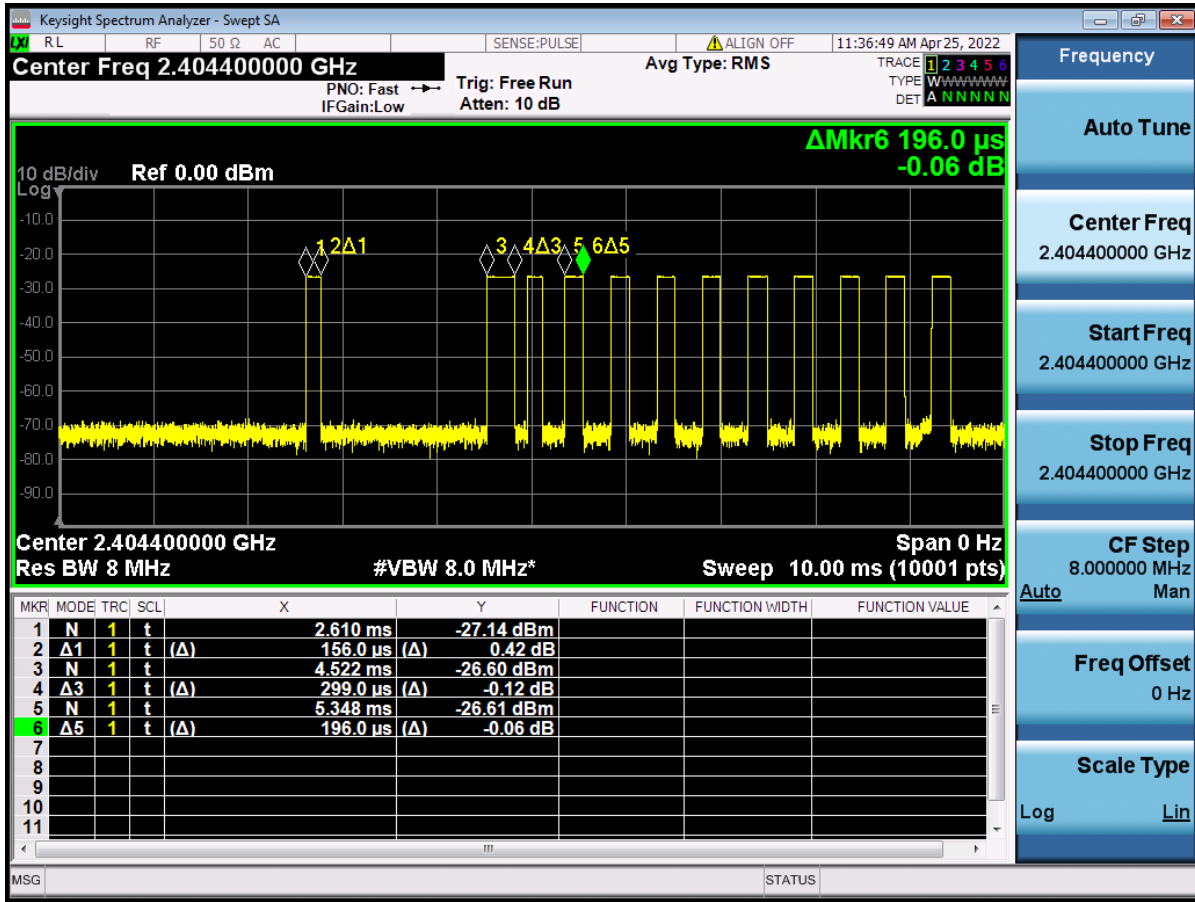 Keysight Spectrum Analyzer - Swept SA
LXI RL RF 50 Ω AC SENSE:PULSE ALIGN OFF 11:36:49 AM Apr 25, 2022
Center Freq 2.404400000 GHz Avg Type: RMS TRACE 1 2 3 4 5 6
PNO: Fast Trig: Free Run TYPE WWWWWW
IFGain:Low Atten: 10 dB DET A N N N N N
ΔMkr6 196.0 µs
-0.06 dB
10 dB/div Ref 0.00 dBm
Log
-10.0
-20.0
-30.0
-40.0
-50.0
-60.0
-70.0
-80.0
-90.0
1 2Δ1 3 4Δ3 5 6Δ5
Center 2.404400000 GHz Span 0 Hz
Res BW 8 MHz #VBW 8.0 MHz* Sweep 10.00 ms (10001 pts)
MKR MODE TRC SCL X Y FUNCTION FUNCTION WIDTH FUNCTION VALUE
1 N 1 t 2.610 ms -27.14 dBm
2 Δ1 1 t (Δ) 156.0 µs (Δ) 0.42 dB
3 N 1 t 4.522 ms -26.60 dBm
4 Δ3 1 t (Δ) 299.0 µs (Δ) -0.12 dB
5 N 1 t 5.348 ms -26.61 dBm
6 Δ5 1 t (Δ) 196.0 µs (Δ) -0.06 dB
7
8
9
10
11
MSG STATUS
Frequency
Auto Tune
Center Freq
2.404400000 GHz
Start Freq
2.404400000 GHz
Stop Freq
2.404400000 GHz
CF Step
8.000000 MHz
Auto Man
Freq Offset
0 Hz
Scale Type
Log Lin